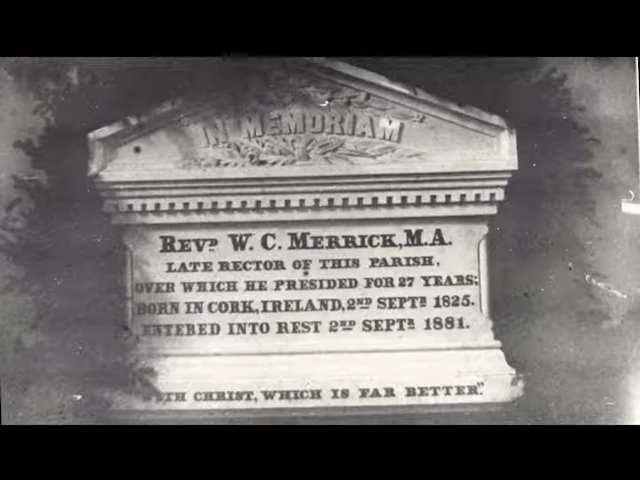 IN MEMORIAM
REVD. W. C. MERRICK, M.A.
LATE RECTOR OF THIS PARISH,
OVER WHICH HE PRESIDED FOR 27 YEARS;
BORN IN CORK, IRELAND, 2ND SEPTR 1825.
ENTERED INTO REST 2ND SEPTR 1881.
WITH CHRIST, WHICH IS FAR BETTER."